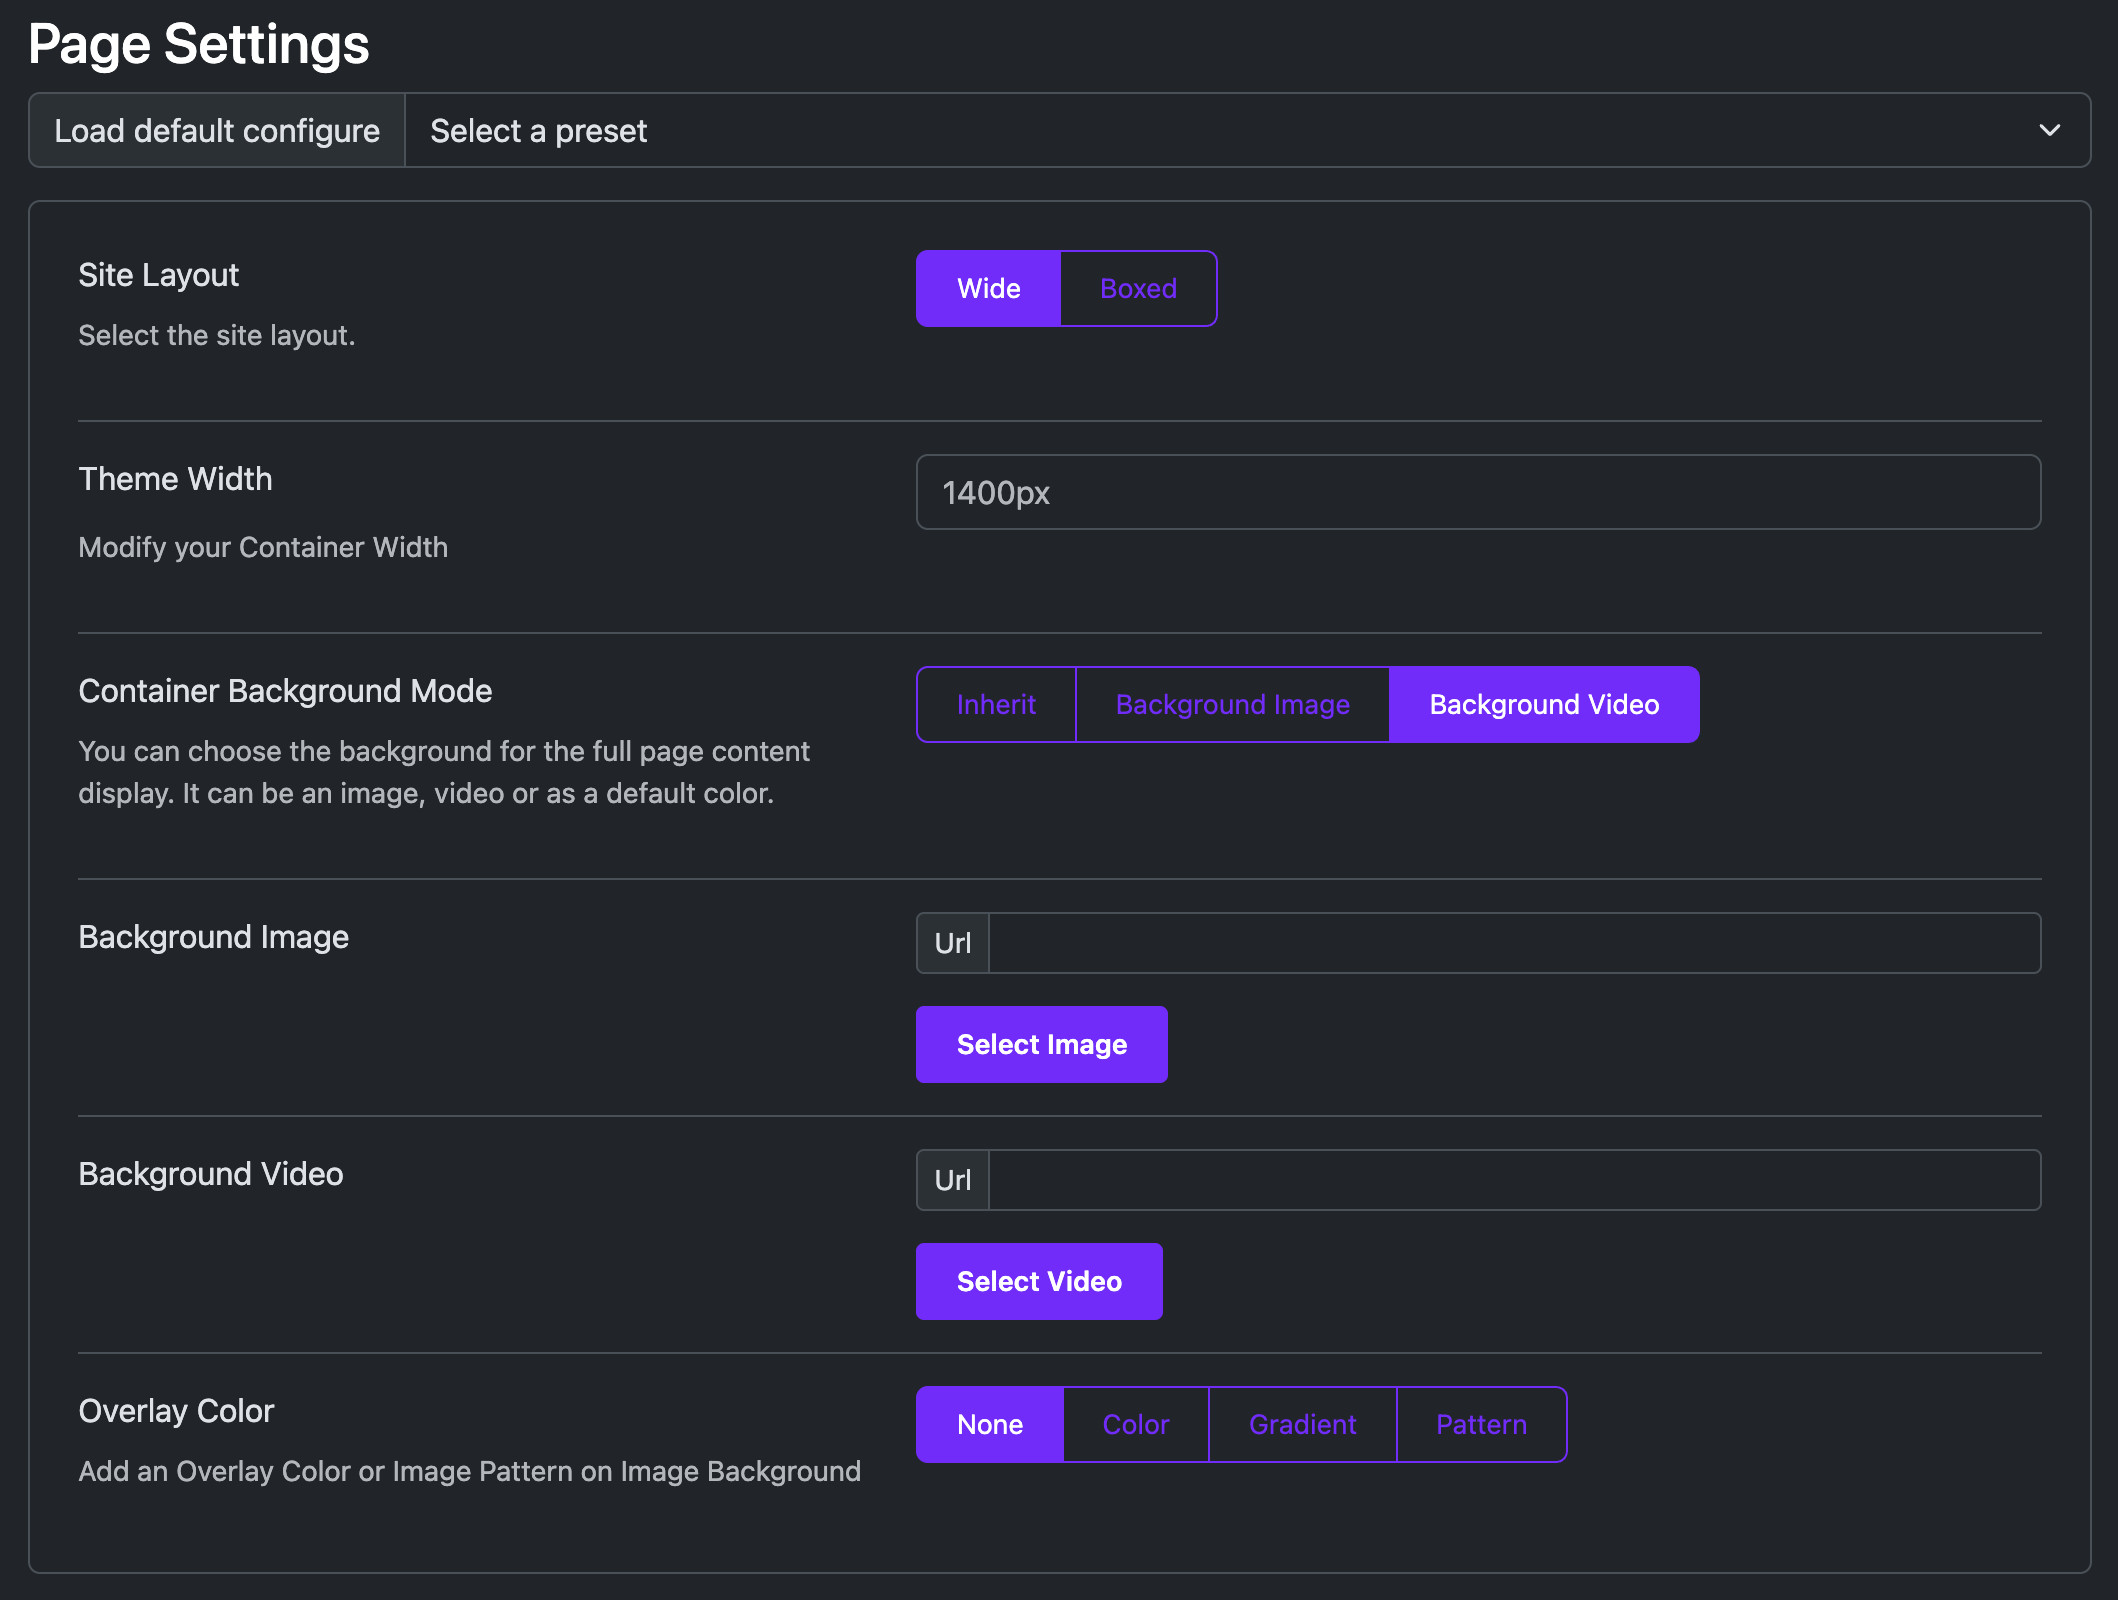 Page Settings
Load default configure Select a preset
Site Layout
Wide Boxed
Select the site layout.
Theme Width
1400px
Modify your Container Width
Container Background Mode
Inherit Background Image Background Video
You can choose the background for the full page content
display. It can be an image, video or as a default color.
Background Image
Url
Select Image
Background Video
Url
Select Video
Overlay Color
None Color Gradient Pattern
Add an Overlay Color or Image Pattern on Image Background